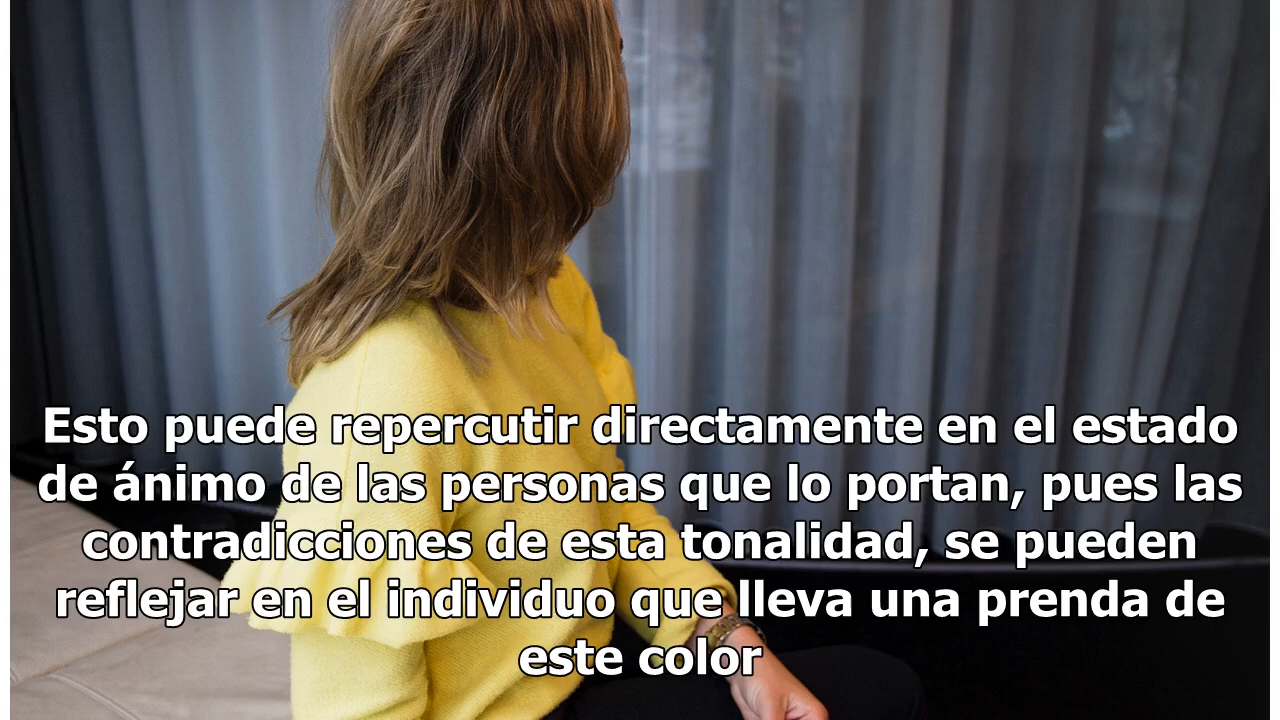 Esto puede repercutir directamente en el estado
de ánimo de las personas que lo portan, pues las
contradicciones de esta tonalidad, se pueden
reflejar en el individuo que lleva una prenda de
este color